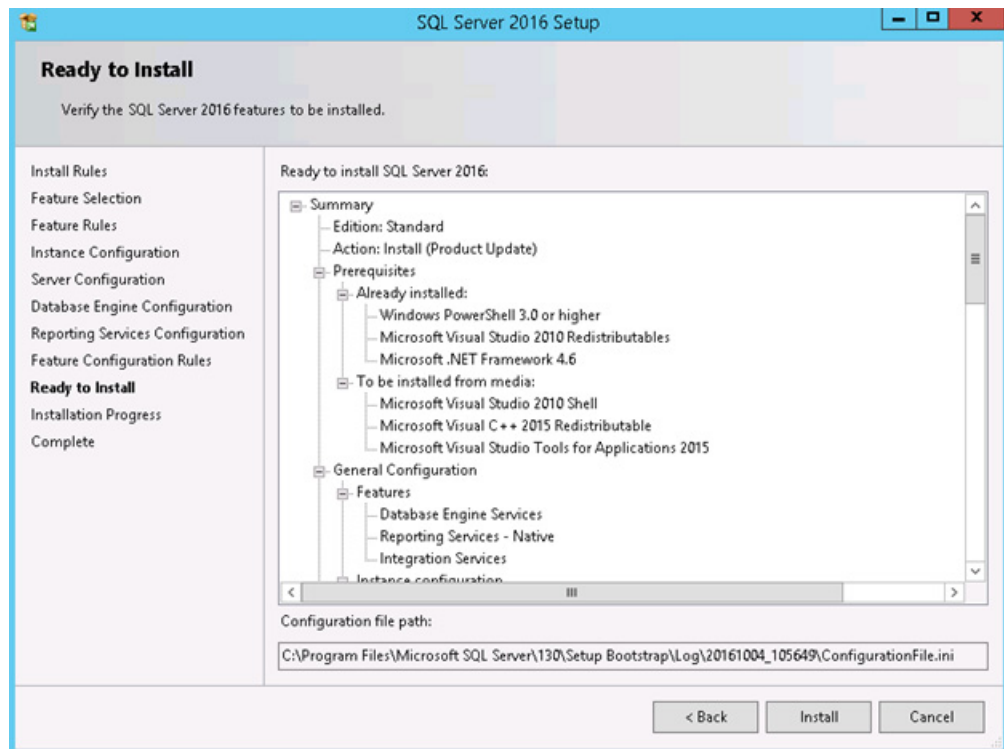 SQL Server 2016 Setup
Ready to Install
Verify the SQL Server 2016 features to be installed.
Install Rules
Feature Selection
Feature Rules
Instance Configuration
Server Configuration
Database Engine Configuration
Reporting Services Configuration
Feature Configuration Rules
Ready to Install
Installation Progress
Complete
Ready to install SQL Server 2016:
Summary
Edition: Standard
Action: Install (Product Update)
Prerequisites
Already installed:
Windows PowerShell 3.0 or higher
Microsoft Visual Studio 2010 Redistributables
Microsoft .NET Framework 4.6
To be installed from media:
Microsoft Visual Studio 2010 Shell
Microsoft Visual C++ 2015 Redistributable
Microsoft Visual Studio Tools for Applications 2015
General Configuration
Features
Database Engine Services
Reporting Services - Native
Integration Services
Instance configuration
Configuration file path:
C:\Program Files\Microsoft SQL Server\130\Setup Bootstrap\Log\20161004_105649\ConfigurationFile.ini
< Back
Install
Cancel